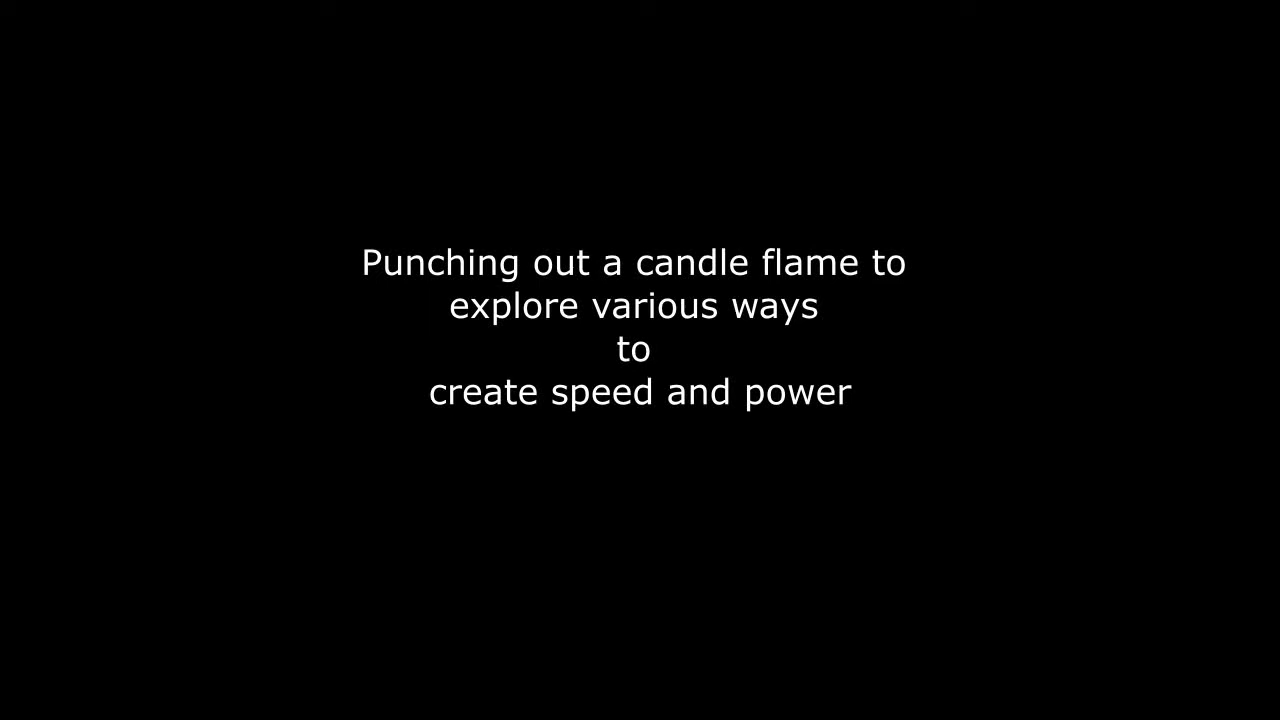 Punching out a candle flame to
explore various ways
to
create speed and power